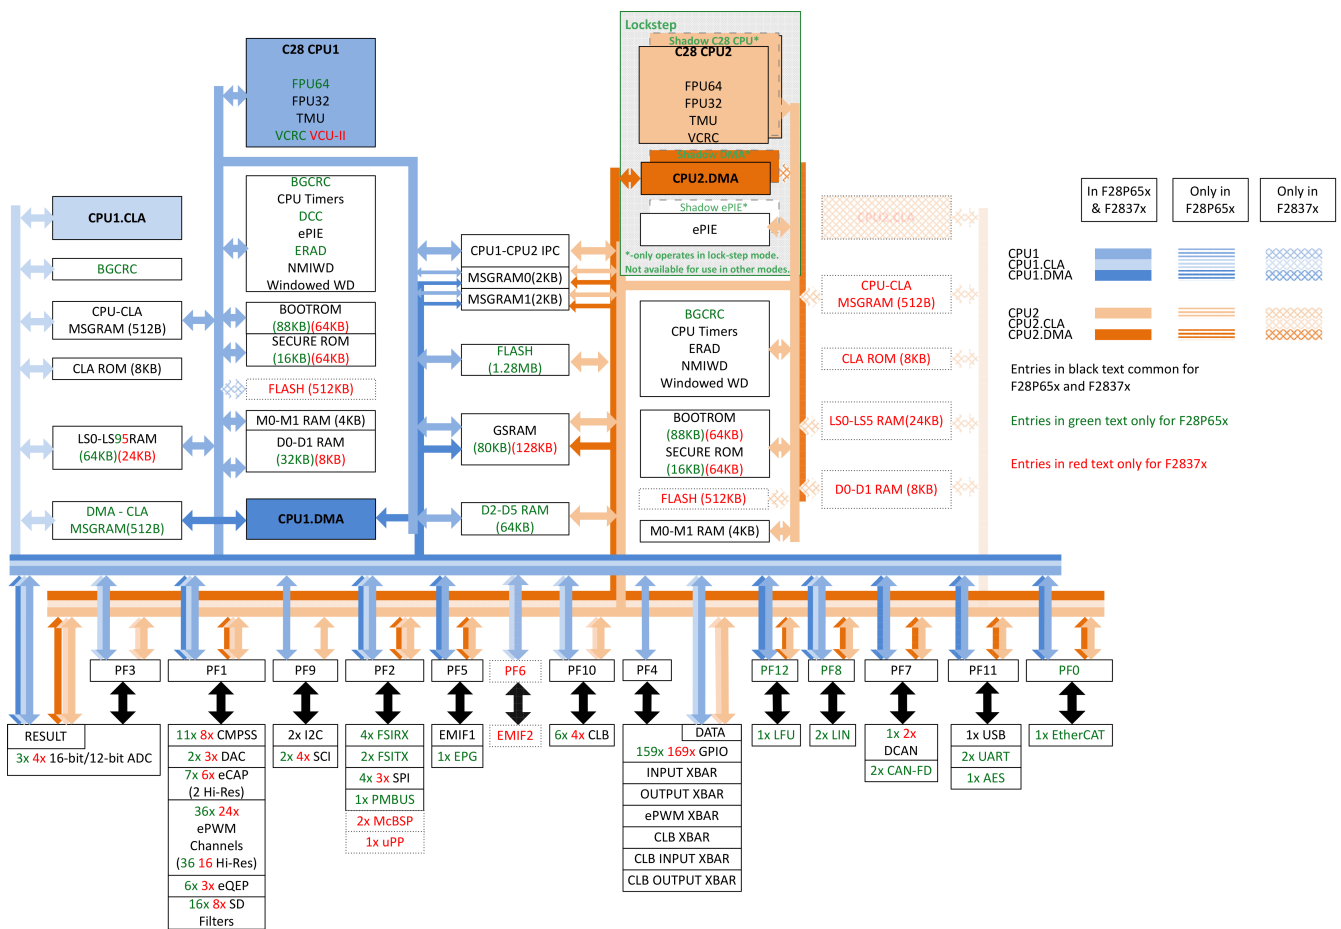 Lockstep
Shadow C28 CPU*
C28 CPU1
FPU64
FPU32
TMU
VCRC VCU-II
C28 CPU2
FPU64
FPU32
TMU
VCRC
Shadow DMA*
CPU2.DMA
Shadow ePIE*
ePIE
*-only operates in lock-step mode.
Not available for use in other modes.
CPU1.CLA
BGCRC
CPU-CLA
MSGRAM (512B)
CLA ROM (8KB)
LS0-LS95RAM
(64KB)(24KB)
DMA - CLA
MSGRAM(512B)
BGCRC
CPU Timers
DCC
ePIE
ERAD
NMIWD
Windowed WD
BOOTROM
(88KB)(64KB)
SECURE ROM
(16KB)(64KB)
FLASH (512KB)
M0-M1 RAM (4KB)
D0-D1 RAM
(32KB)(8KB)
CPU1.DMA
CPU1-CPU2 IPC
MSGRAM0(2KB)
MSGRAM1(2KB)
FLASH
(1.28MB)
GSRAM
(80KB)(128KB)
D2-D5 RAM
(64KB)
BGCRC
CPU Timers
ERAD
NMIWD
Windowed WD
BOOTROM
(88KB)(64KB)
SECURE ROM
(16KB)(64KB)
FLASH (512KB)
M0-M1 RAM (4KB)
CPU2.CLA
CPU-CLA
MSGRAM (512B)
CLA ROM (8KB)
LS0-LS5 RAM(24KB)
D0-D1 RAM (8KB)
In F28P65x
& F2837x
Only in
F28P65x
Only in
F2837x
CPU1
CPU1.CLA
CPU1.DMA
CPU2
CPU2.CLA
CPU2.DMA
Entries in black text common for
F28P65x and F2837x
Entries in green text only for F28P65x
Entries in red text only for F2837x
PF3
PF1
PF9
PF2
PF5
PF6
PF10
PF4
PF12
PF8
PF7
PF11
PF0
RESULT
3x 4x 16-bit/12-bit ADC
11x 8x CMPSS
2x 3x DAC
7x 6x eCAP
(2 Hi-Res)
36x 24x
ePWM
Channels
(36 16 Hi-Res)
6x 3x eQEP
16x 8x SD
Filters
2x I2C
2x 4x SCI
4x FSIRX
2x FSITX
4x 3x SPI
1x PMBUS
2x McBSP
1x uPP
EMIF1
1x EPG
EMIF2
6x 4x CLB
DATA
159x 169x GPIO
INPUT XBAR
OUTPUT XBAR
ePWM XBAR
CLB XBAR
CLB INPUT XBAR
CLB OUTPUT XBAR
1x LFU
2x LIN
1x 2x
DCAN
2x CAN-FD
1x USB
2x UART
1x AES
1x EtherCAT